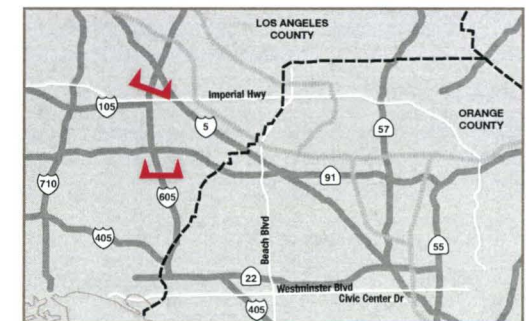 LOS ANGELES
COUNTY
Imperial Hwy
105
5
57
ORANGE
COUNTY
710
605
91
405
Beach Blvd
55
22
Westminster Blvd
Civic Center Dr
405